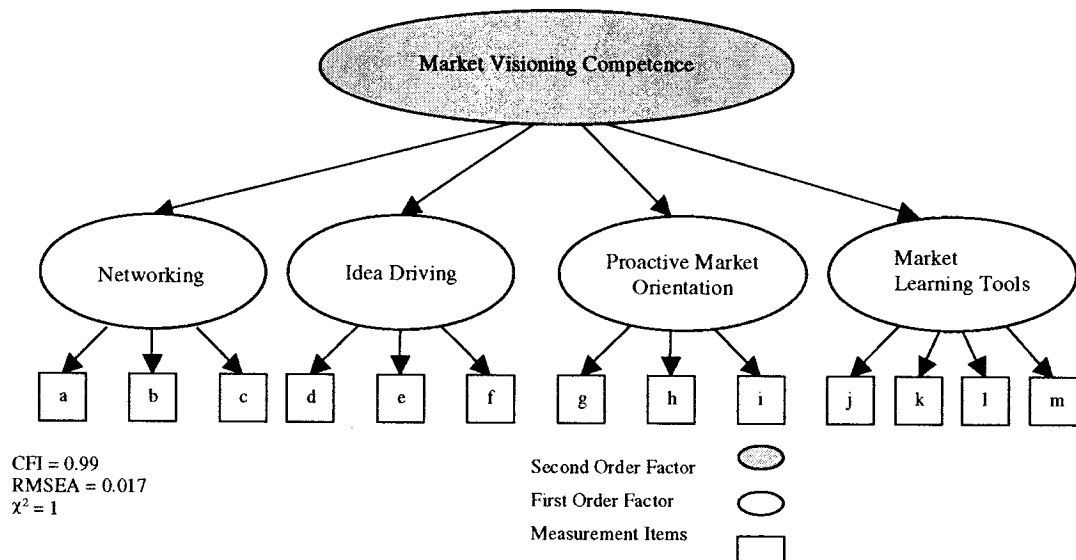 Market Visioning Competence
Networking
Idea Driving
Proactive Market
Orientation
Market
Learning Tools
a
b
c
d
e
f
g
h
i
j
k
l
m
CFI = 0.99
RMSEA = 0.017
χ² = 1
Second Order Factor
First Order Factor
Measurement Items